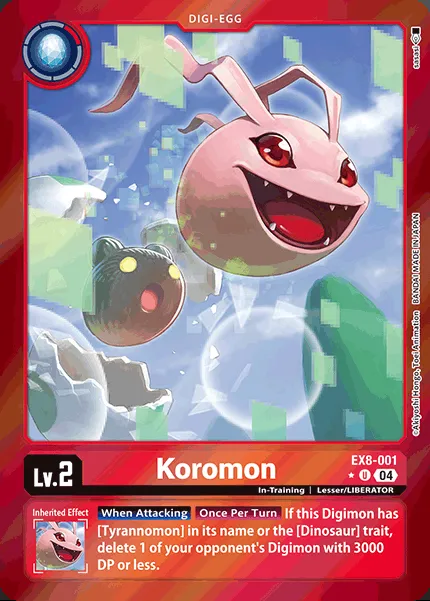 DIGI-EGG
sasasi
©Akiyoshi Hongo, Toei Animation BANDAI MADE IN JAPAN
Lv.2
Koromon
EX8-001
U 04
In-Training | Lesser/LIBERATOR
Inherited Effect
When Attacking Once Per Turn If this Digimon has
[Tyrannomon] in its name or the [Dinosaur] trait,
delete 1 of your opponent's Digimon with 3000
DP or less.